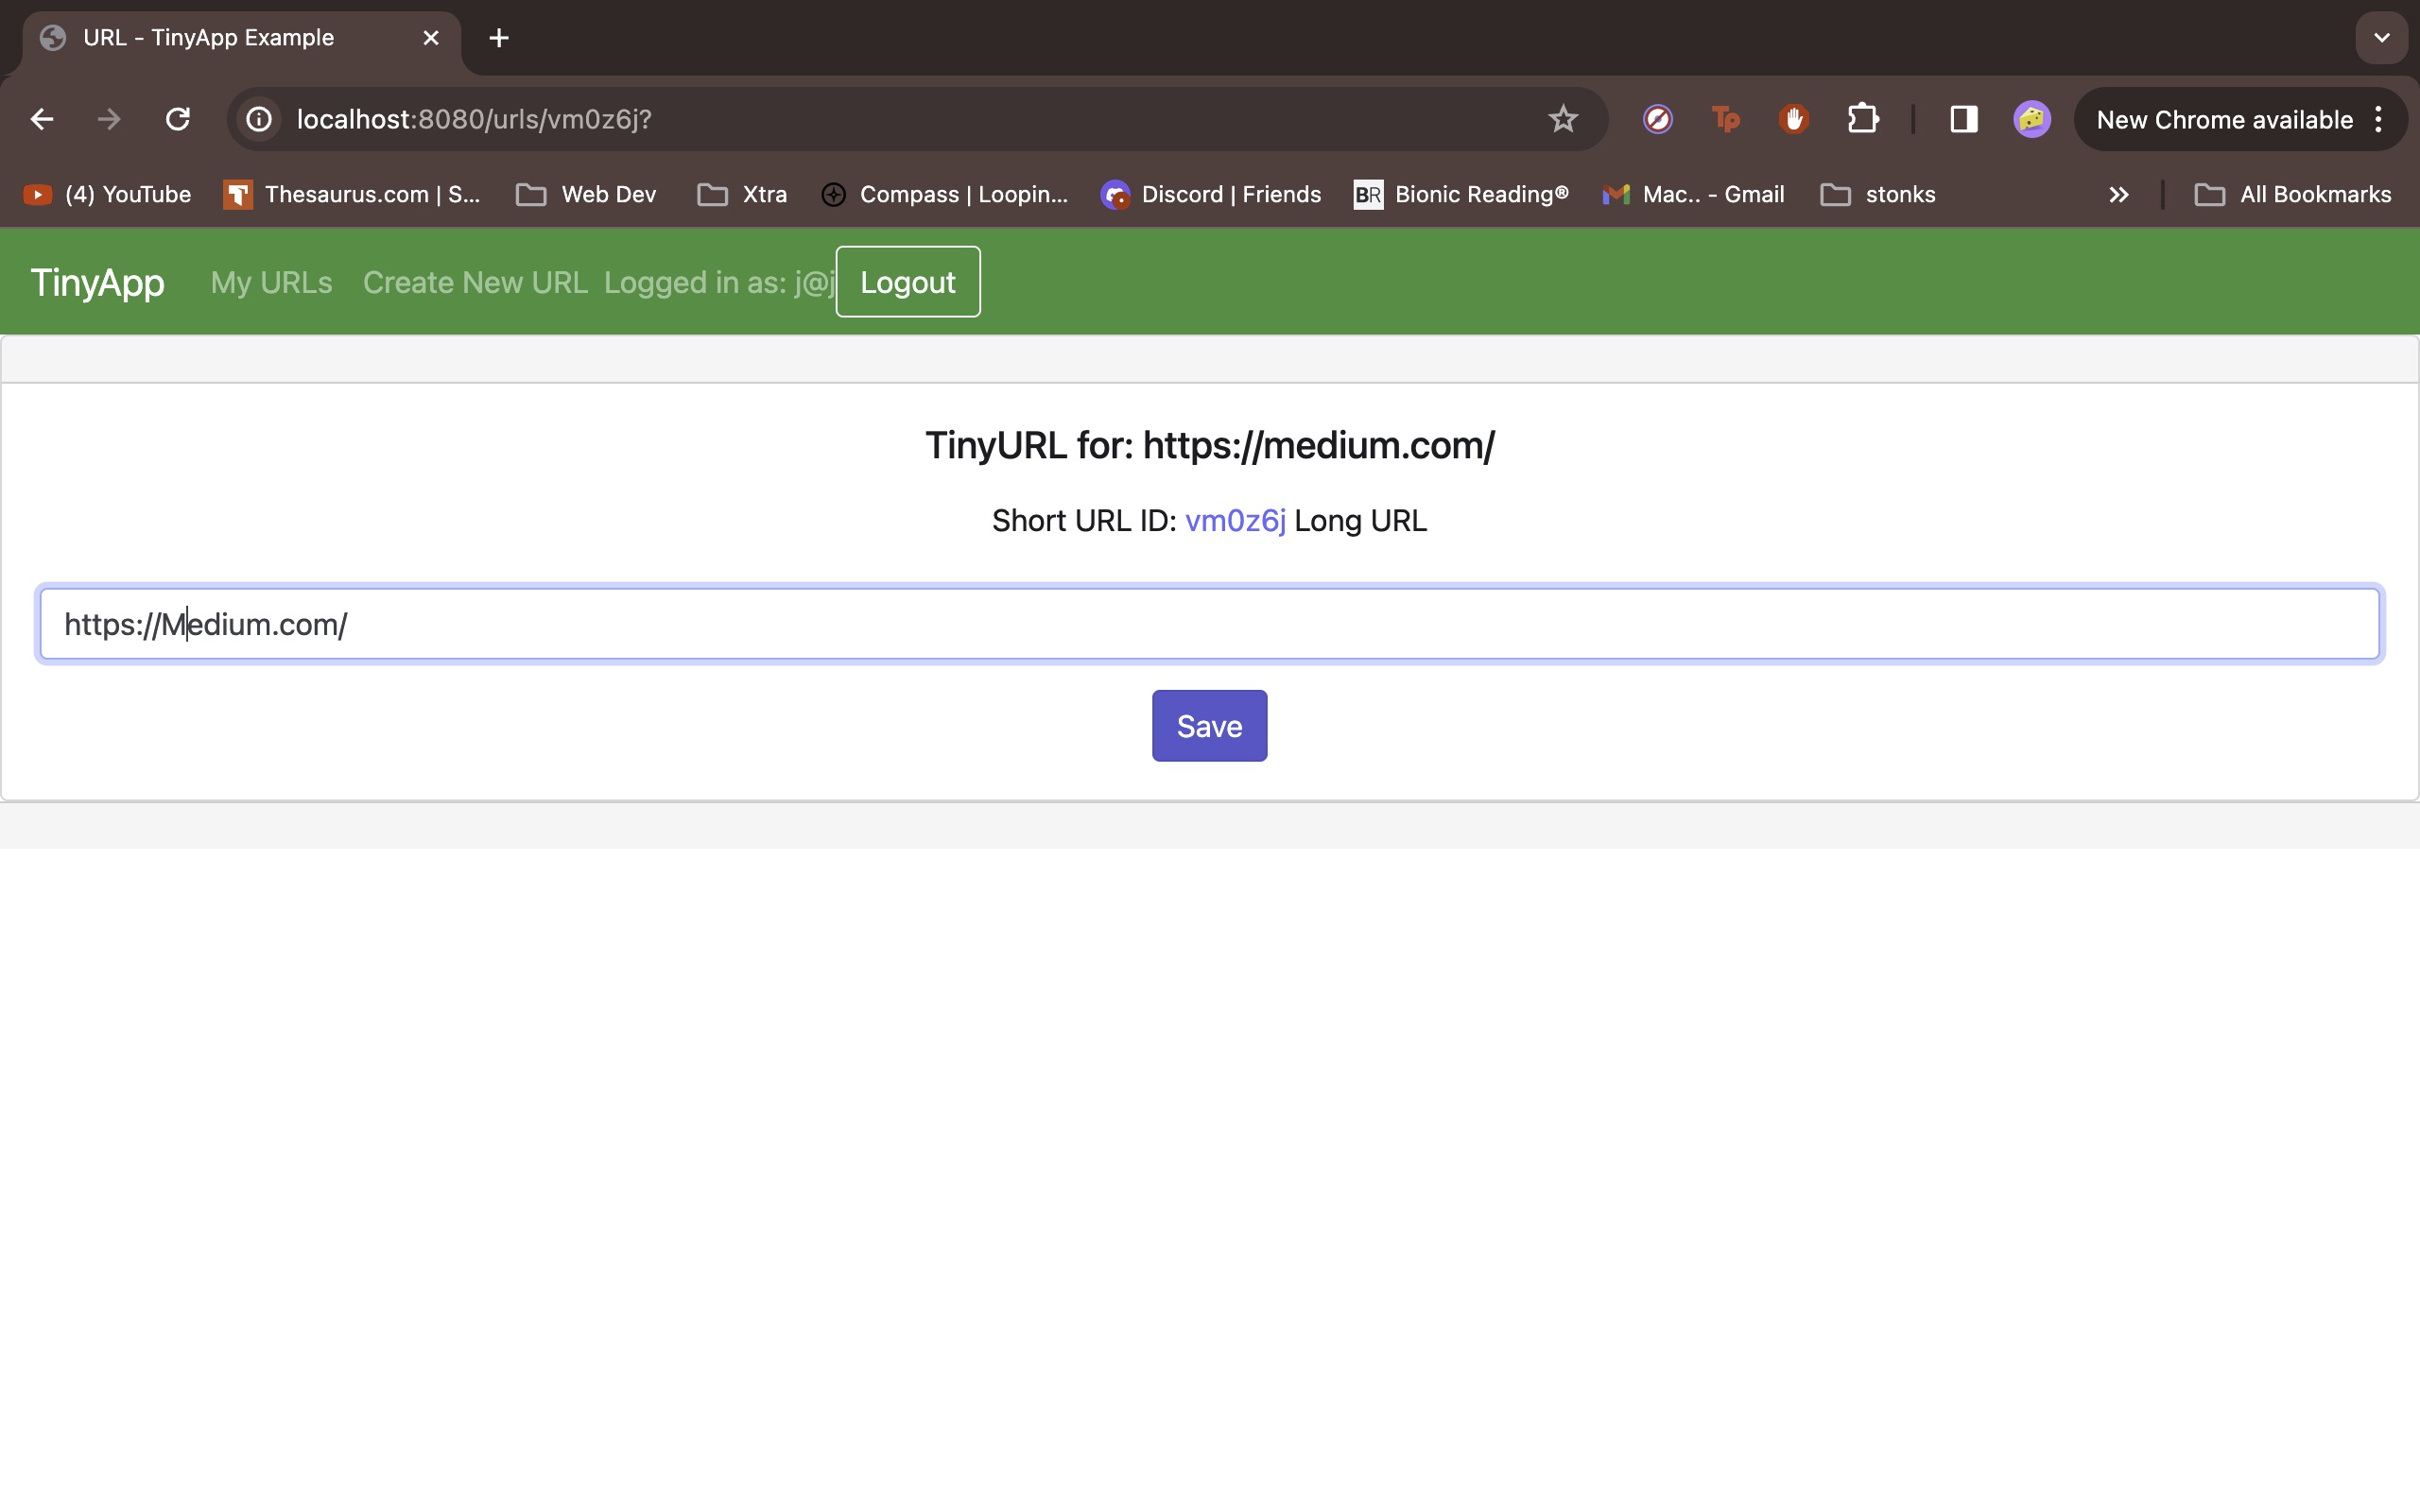 URL - TinyApp Example
localhost:8080/urls/vm0z6j?
Tp
New Chrome available
(4) YouTube
Thesaurus.com | S...
Web Dev
Xtra
Compass | Loopin...
Discord | Friends
BR
Bionic Reading®
Mac.. - Gmail
stonks
All Bookmarks
TinyApp
My URLs
Create New URL
Logged in as: j@j
Logout
TinyURL for: https://medium.com/
Short URL ID: vm0z6j Long URL
https://Medium.com/
Save